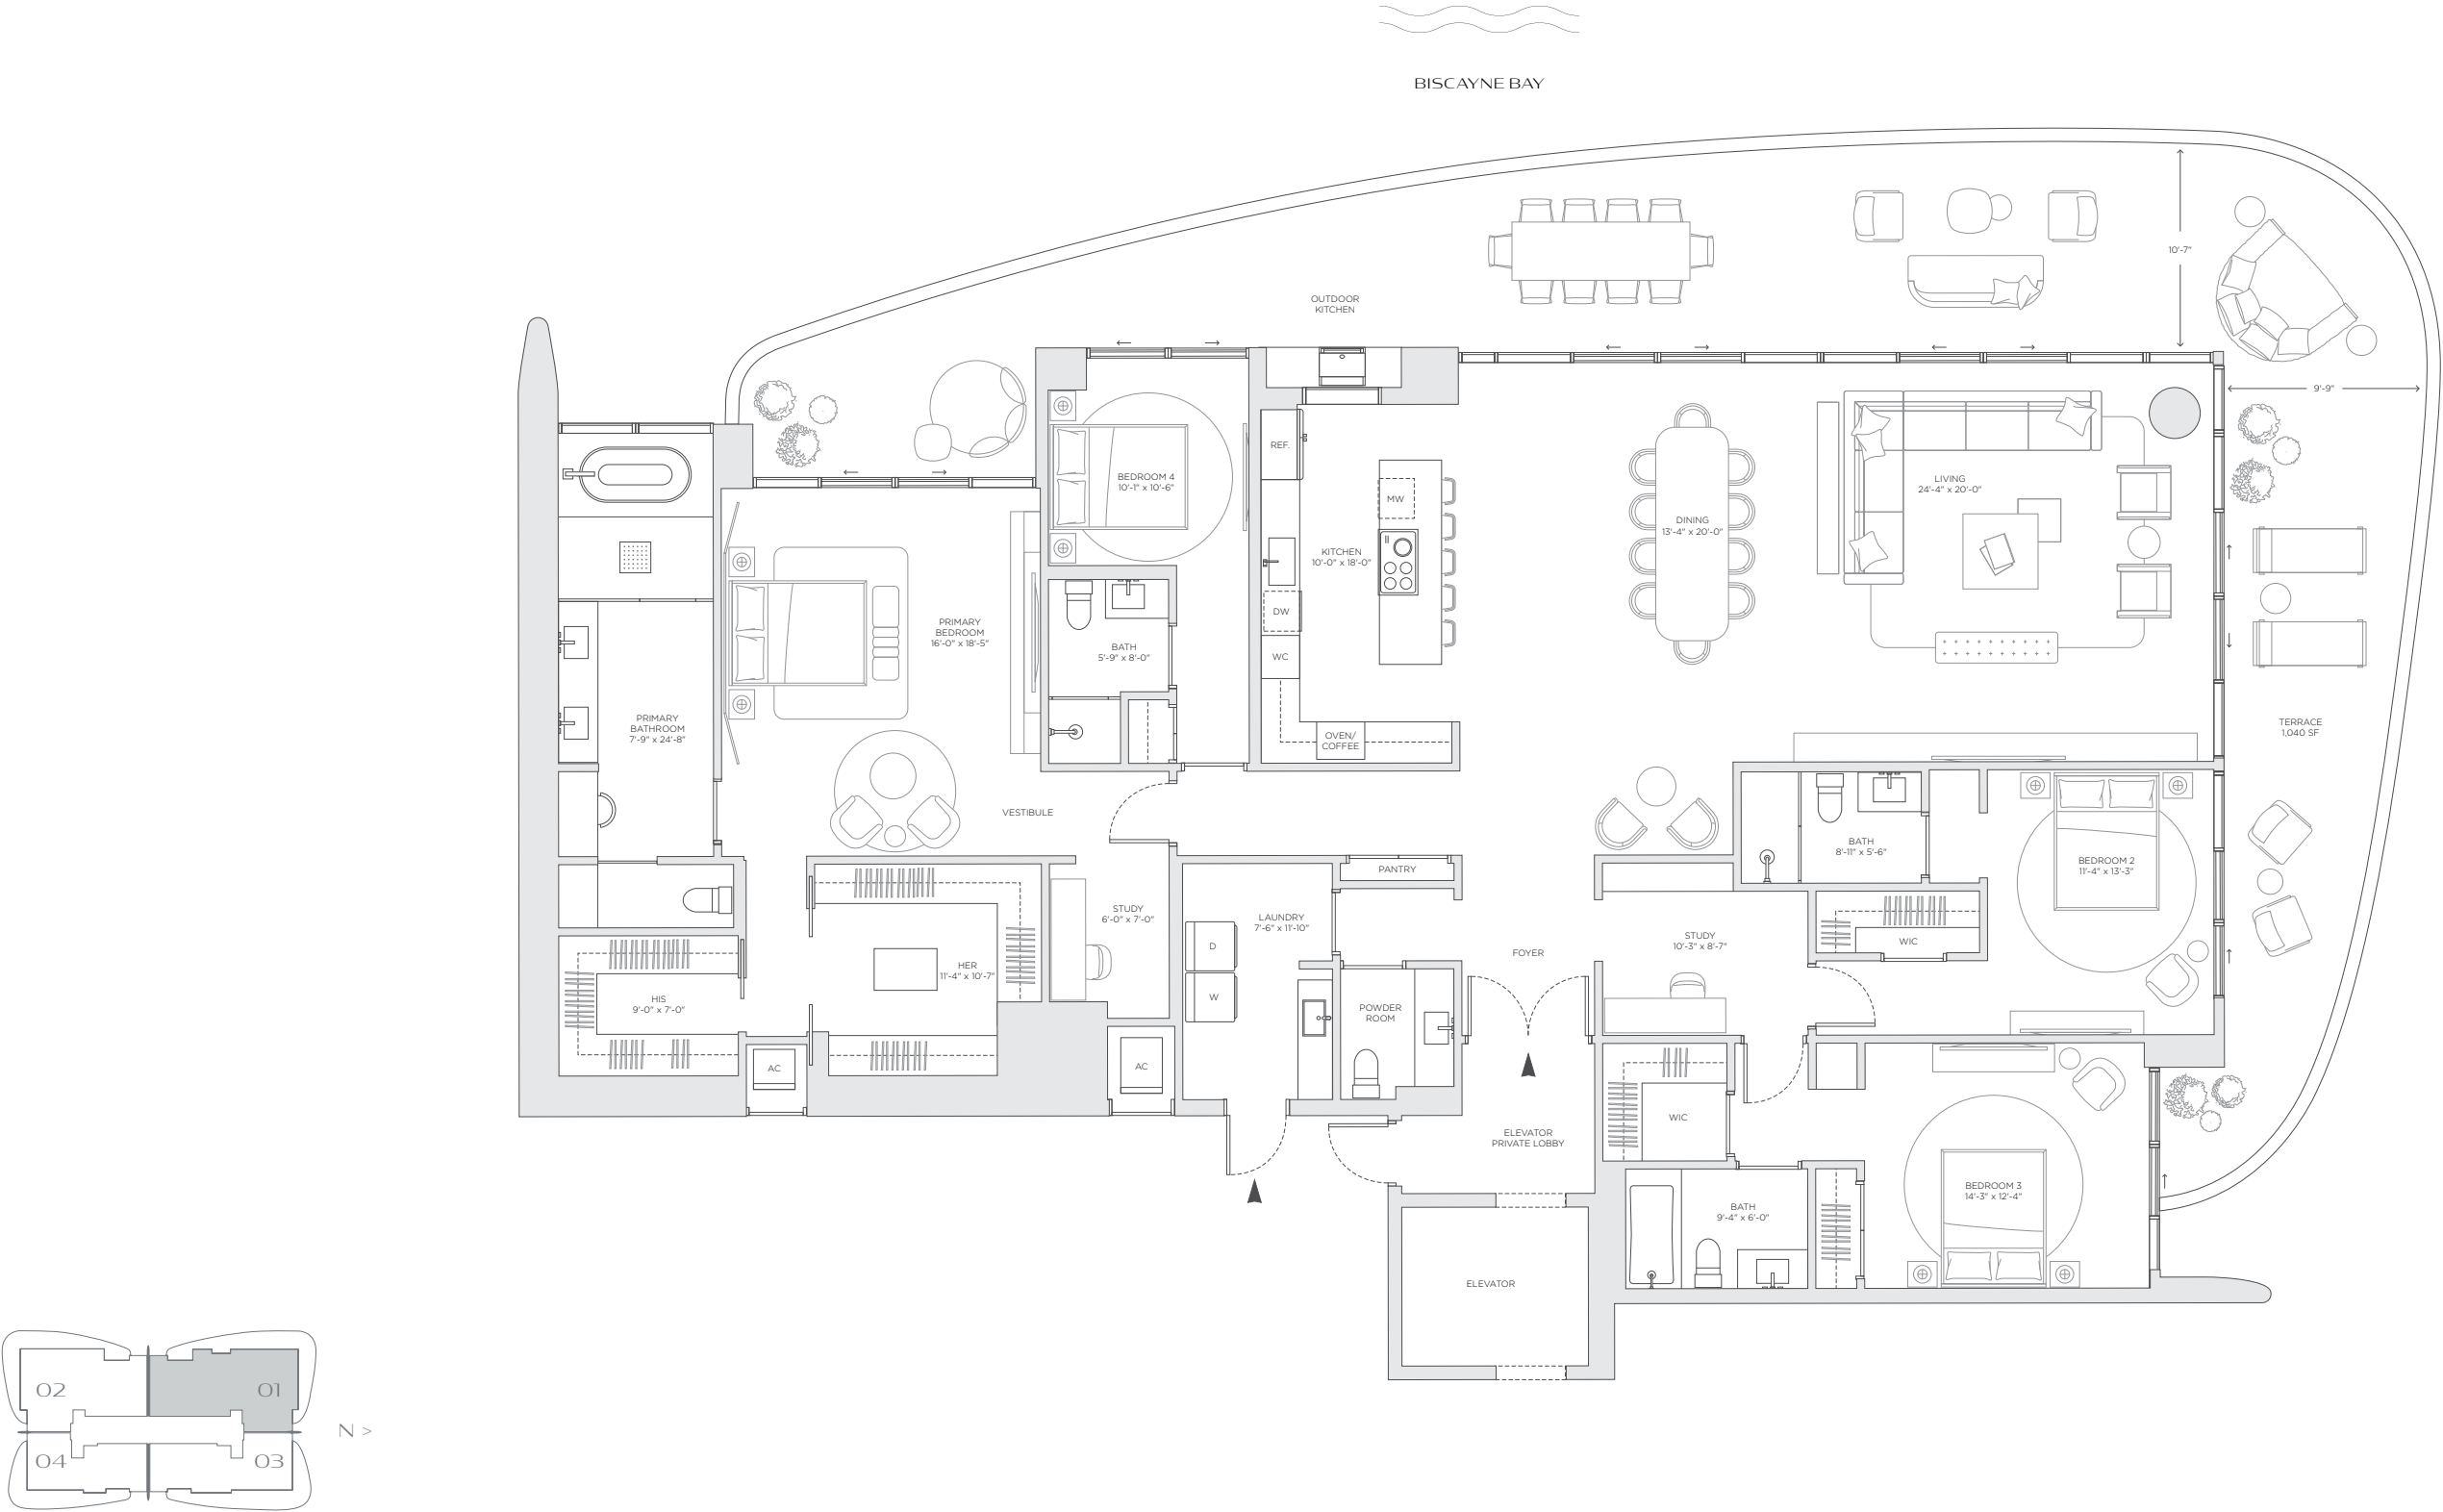 BISCAYNE BAY
10'-7"
OUTDOOR
KITCHEN
9'-9"
REF.
BEDROOM 4
10'-1" x 10'-6"
MW
LIVING
24'-4" x 20'-0"
DINING
13'-4" x 20'-0"
KITCHEN
10'-0" x 18'-0"
DW
PRIMARY
BEDROOM
16'-0" x 18'-5"
BATH
5'-9" x 8'-0"
WC
PRIMARY
BATHROOM
7'-9" x 24'-8"
OVEN/
COFFEE
TERRACE
1,040 SF
VESTIBULE
BATH
8'-11" x 5'-6"
BEDROOM 2
11'-4" x 13'-3"
PANTRY
STUDY
6'-0" x 7'-0"
LAUNDRY
7'-6" x 11'-10"
D
FOYER
STUDY
10'-3" x 8'-7"
WIC
HER
11'-4" x 10'-7"
HIS
9'-0" x 7'-0"
W
POWDER
ROOM
AC
AC
WIC
ELEVATOR
PRIVATE LOBBY
BEDROOM 3
14'-3" x 12'-4"
BATH
9'-4" x 6'-0"
ELEVATOR
02
01
N >
04
03